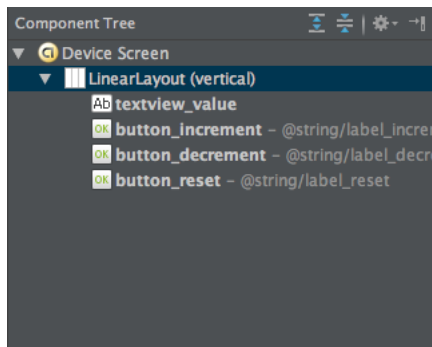 Component Tree
Device Screen
LinearLayout (vertical)
Ab textview_value
OK button_increment – @string/label_incre
OK button_decrement – @string/label_decr
OK button_reset – @string/label_reset